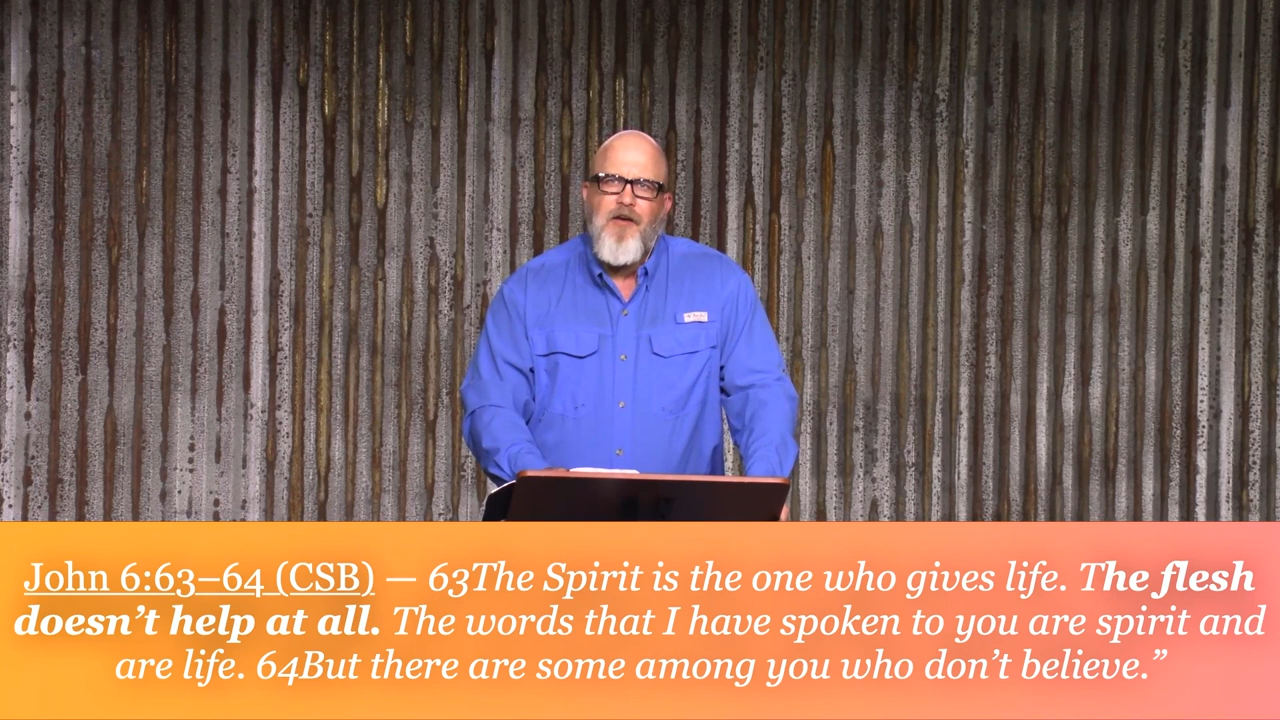 John 6:63–64 (CSB) — 63The Spirit is the one who gives life. The flesh
doesn’t help at all. The words that I have spoken to you are spirit and
are life. 64But there are some among you who don’t believe.”